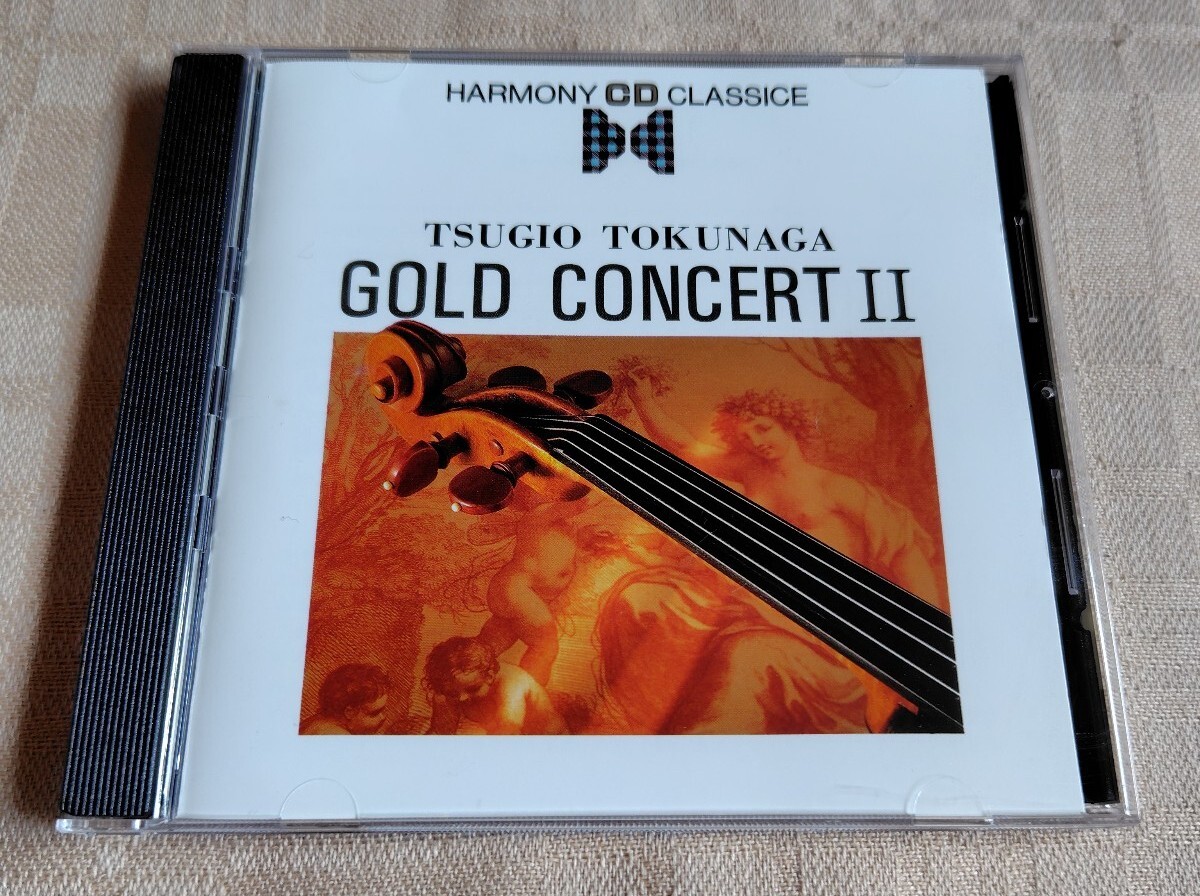 HARMONY CD CLASSICE
TSUGIO TOKUNAGA
GOLD CONCERT II